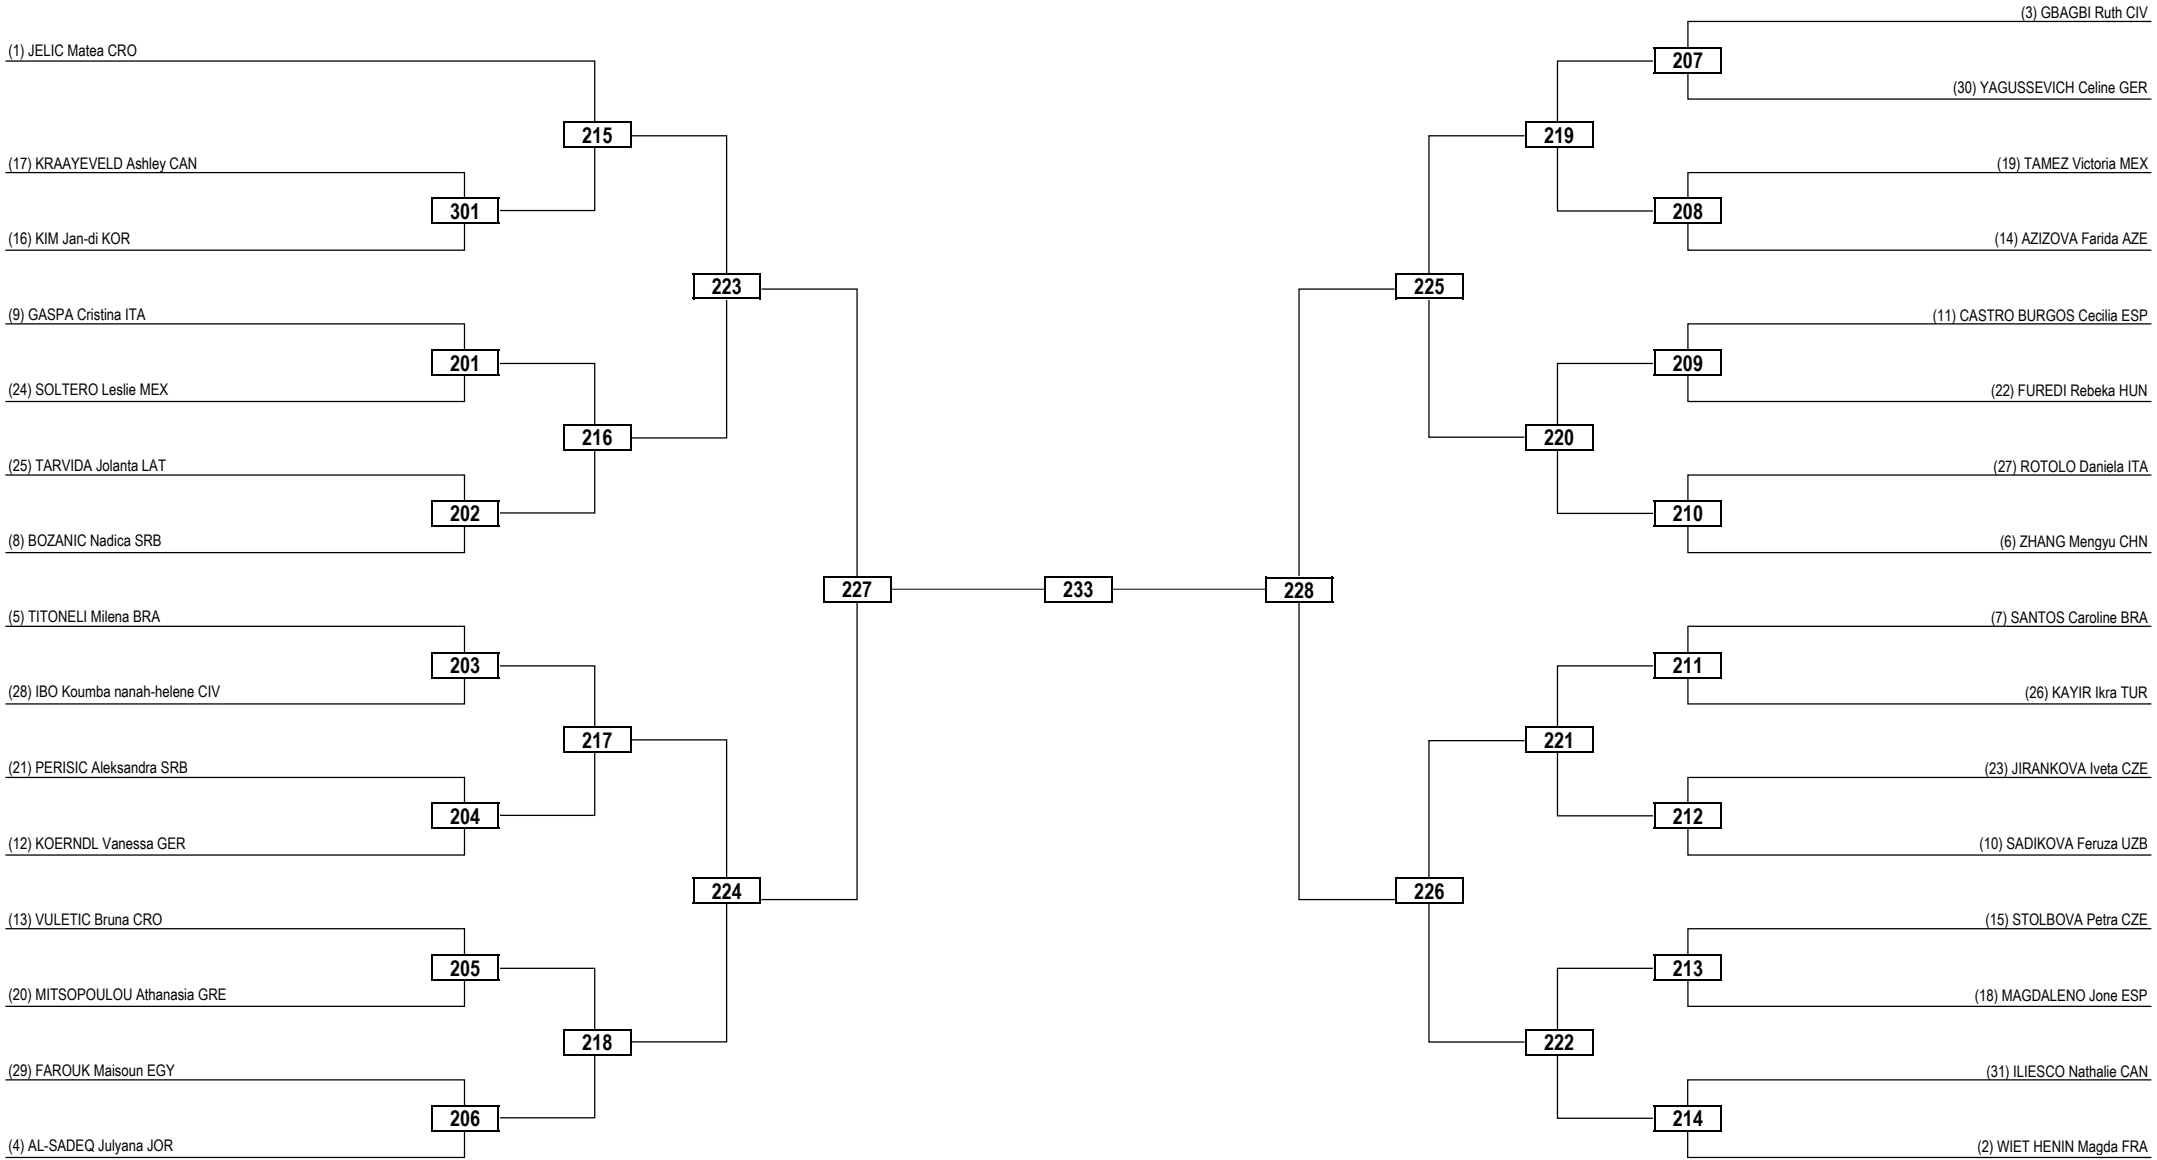 (3) GBAGBI Ruth CIV
(1) JELIC Matea CRO
207
(30) YAGUSSEVICH Celine GER
215
219
(17) KRAAYEVELD Ashley CAN
(19) TAMEZ Victoria MEX
301
208
(16) KIM Jan-di KOR
(14) AZIZOVA Farida AZE
223
225
(9) GASPA Cristina ITA
(11) CASTRO BURGOS Cecilia ESP
201
209
(24) SOLTERO Leslie MEX
(22) FUREDI Rebeka HUN
216
220
(25) TARVIDA Jolanta LAT
(27) ROTOLO Daniela ITA
202
210
(8) BOZANIC Nadica SRB
(6) ZHANG Mengyu CHN
227
233
228
(5) TITONELI Milena BRA
(7) SANTOS Caroline BRA
203
211
(28) IBO Koumba nanah-helene CIV
(26) KAYIR Ikra TUR
217
221
(21) PERISIC Aleksandra SRB
(23) JIRANKOVA Iveta CZE
204
212
(12) KOERNDL Vanessa GER
(10) SADIKOVA Feruza UZB
224
226
(13) VULETIC Bruna CRO
(15) STOLBOVA Petra CZE
205
213
(20) MITSOPOULOU Athanasia GRE
(18) MAGDALENO Jone ESP
218
222
(29) FAROUK Maisoun EGY
(31) ILIESCO Nathalie CAN
206
214
(4) AL-SADEQ Julyana JOR
(2) WIET HENIN Magda FRA